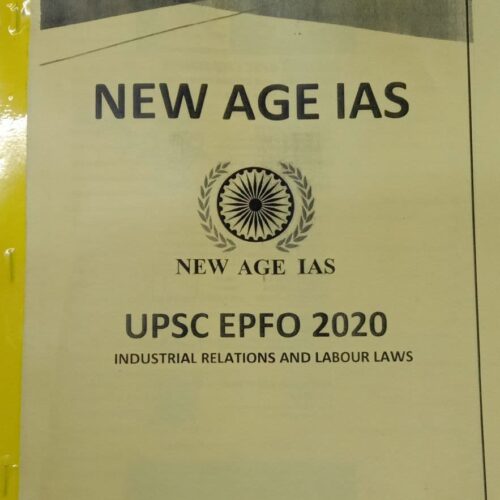 NEW AGE IAS
NEW AGE IAS
UPSC EPFO 2020
INDUSTRIAL RELATIONS AND LABOUR LAWS